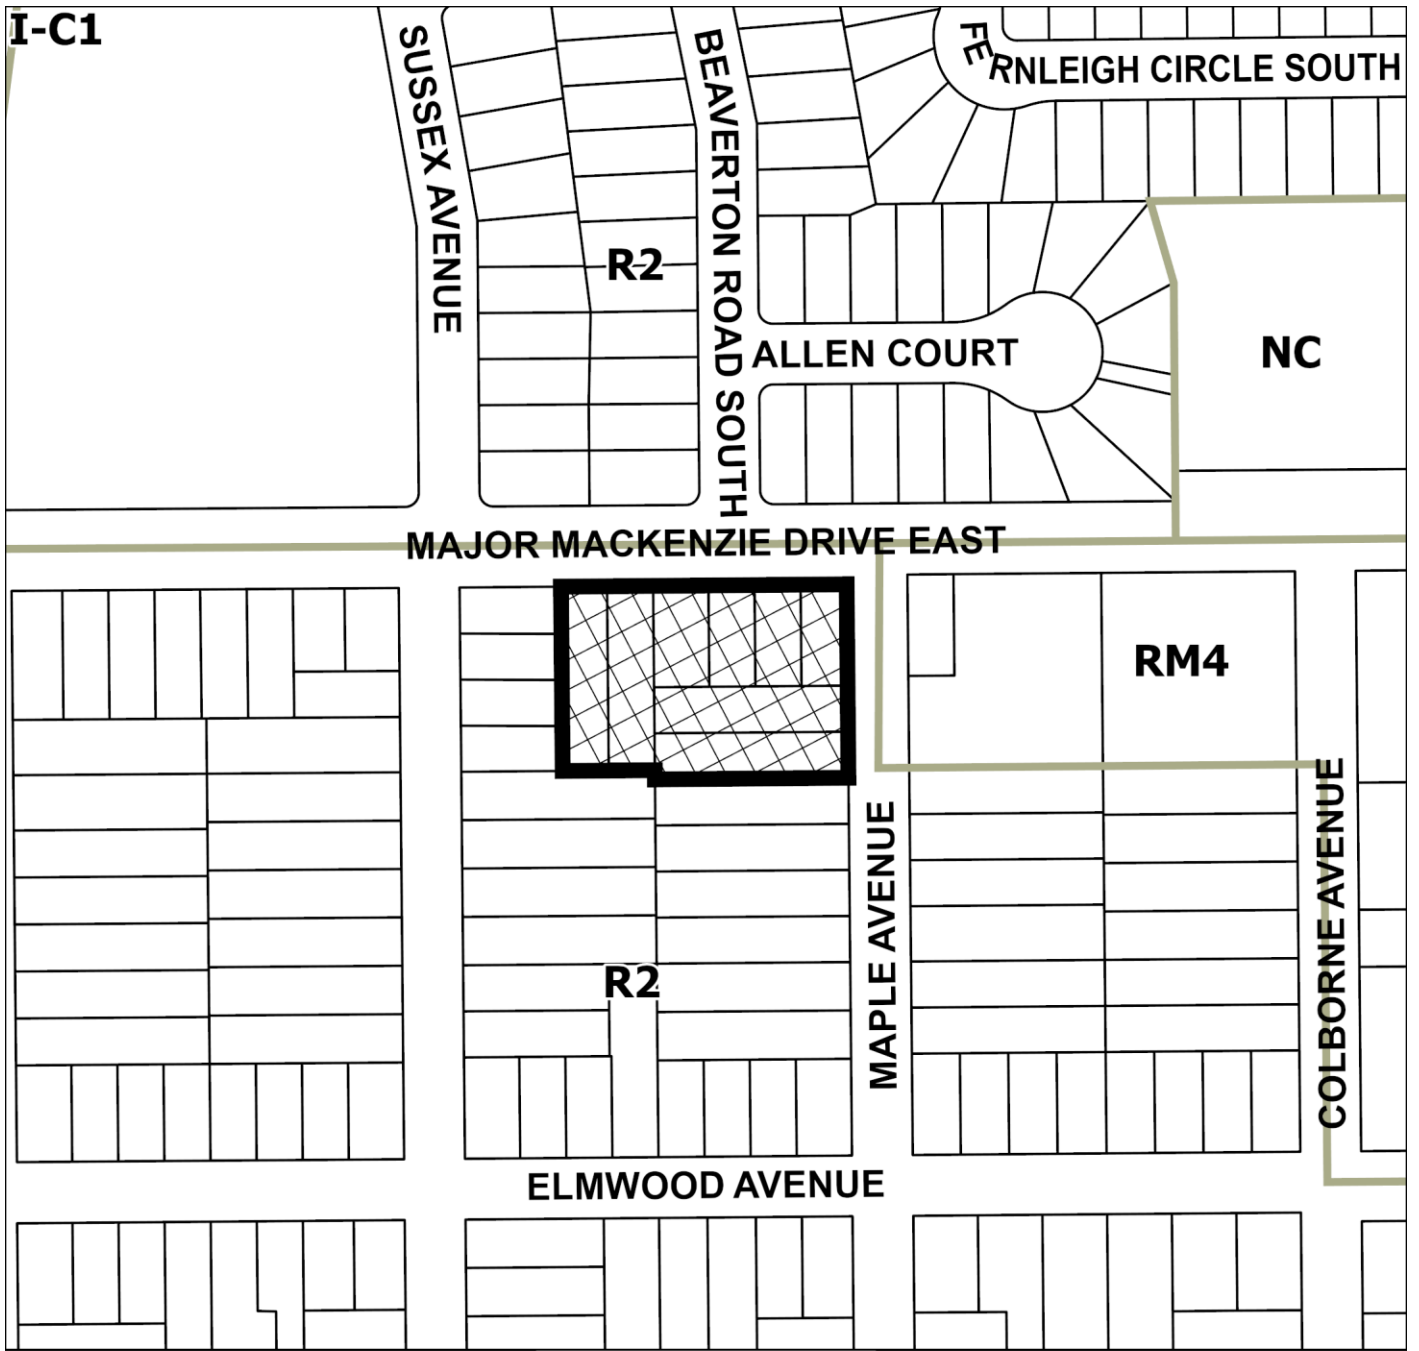 I-C1
SUSSEX AVENUE
BEAVERTON ROAD SOUTH
FERNLEIGH CIRCLE SOUTH
R2
ALLEN COURT
NC
MAJOR MACKENZIE DRIVE EAST
RM4
MAPLE AVENUE
COLBORNE AVENUE
R2
ELMWOOD AVENUE